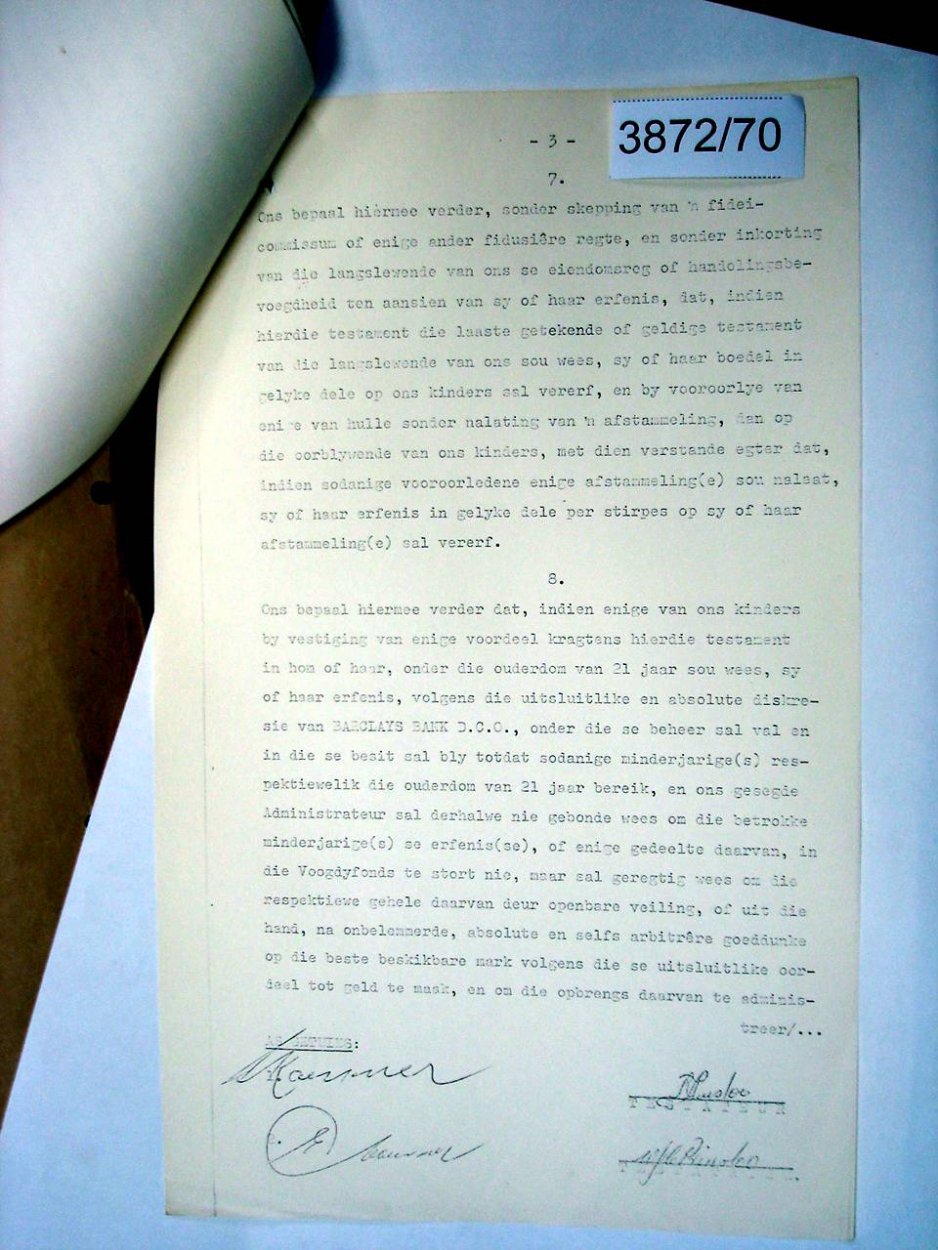 - 3 -
3872/70
7.
Ons bepaal hiermee verder, sonder skepping van 'n fidei-
commissum of enige ander fidusiêre regte, en sonder inkorting
van die langslewende van ons se eiendomsreg of handelingsbe-
voegdheid ten aansien van sy of haar erfenis, dat, indien
hierdie testament die laaste getekende of geldige testament
van die langslewende van ons sou wees, sy of haar boedel in
gelyke dele op ons kinders sal vererf, en by vooroorlye van
enige van hulle sonder nalating van 'n afstammeling, dan op
die oorblywende van ons kinders, met dien verstande egter dat,
indien sodanige vooroorledene enige afstammeling(e) sou nalaat,
sy of haar erfenis in gelyke dele per stirpes op sy of haar
afstammeling(e) sal vererf.
8.
Ons bepaal hiermee verder dat, indien enige van ons kinders
by vestiging van enige voordeel kragtens hierdie testament
in hom of haar, onder die ouderdom van 21 jaar sou wees, sy
of haar erfenis, volgens die uitsluitlike en absolute diskre-
sie van BARCLAYS BANK D.C.O., onder die se beheer sal val en
in die se besit sal bly totdat sodanige minderjarige(s) res-
pektiewelik die ouderdom van 21 jaar bereik, en ons gesegde
Administrateur sal derhalwe nie gebonde wees om die betrokke
minderjarige(s) se erfenis(se), of enige gedeelte daarvan, in
die Voogdyfonds te stort nie, maar sal geregtig wees om die
respektiewe gehele daarvan deur openbare veiling, of uit die
hand, na onbelemmerde, absolute en selfs arbitrêre goeddunke
op die beste beskikbare mark volgens die se uitsluitlike oor-
deel tot geld te maak, en om die opbrengs daarvan te adminis-
treer/...
AS GETUIES:
TESTATEUR